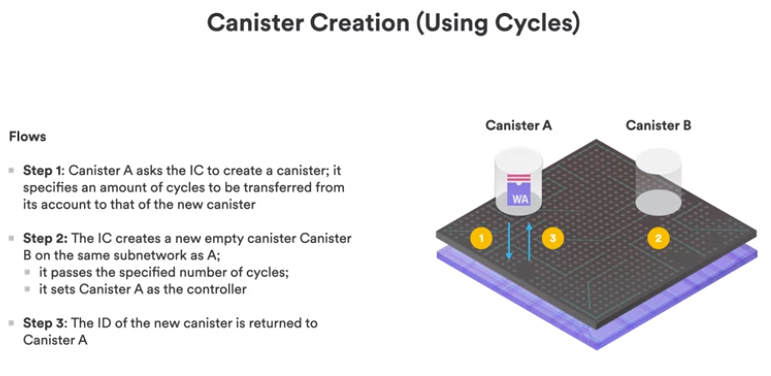 Canister Creation (Using Cycles)
Flows
Step 1: Canister A asks the IC to create a canister; it
specifies an amount of cycles to be transferred from
its account to that of the new canister
Step 2: The IC creates a new empty canister Canister
B on the same subnetwork as A;
it passes the specified number of cycles;
it sets Canister A as the controller
Step 3: The ID of the new canister is returned to
Canister A
Canister A
Canister B
WA
1
3
2